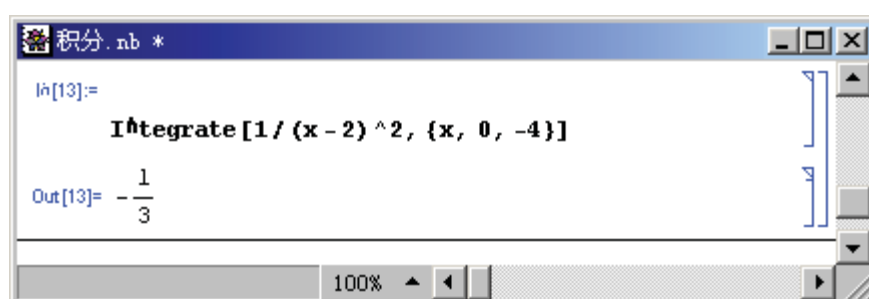 积分.nb *
In[13]:=
Integrate[1/(x-2)^2, {x, 0, -4}]
Out[13]= -1/3
100%